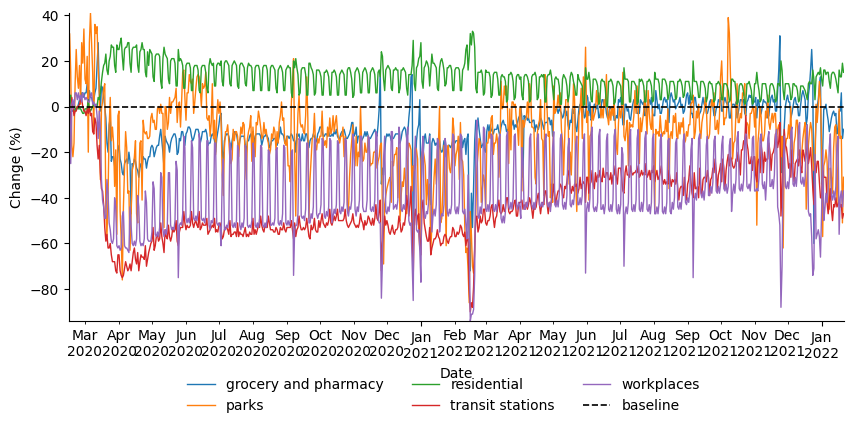 40
20
0
−20
−40
−60
−80
Change (%)
Mar Apr May Jun Jul Aug Sep Oct Nov Dec Jan Feb Mar Apr May Jun Jul Aug Sep Oct Nov Dec Jan
2020 2020 2020 2020 2020 2020 2020 2020 2020 2020 2021 2021 2021 2021 2021 2021 2021 2021 2021 2021 2021 2021 2022
Date
grocery and pharmacy residential workplaces
parks transit stations baseline